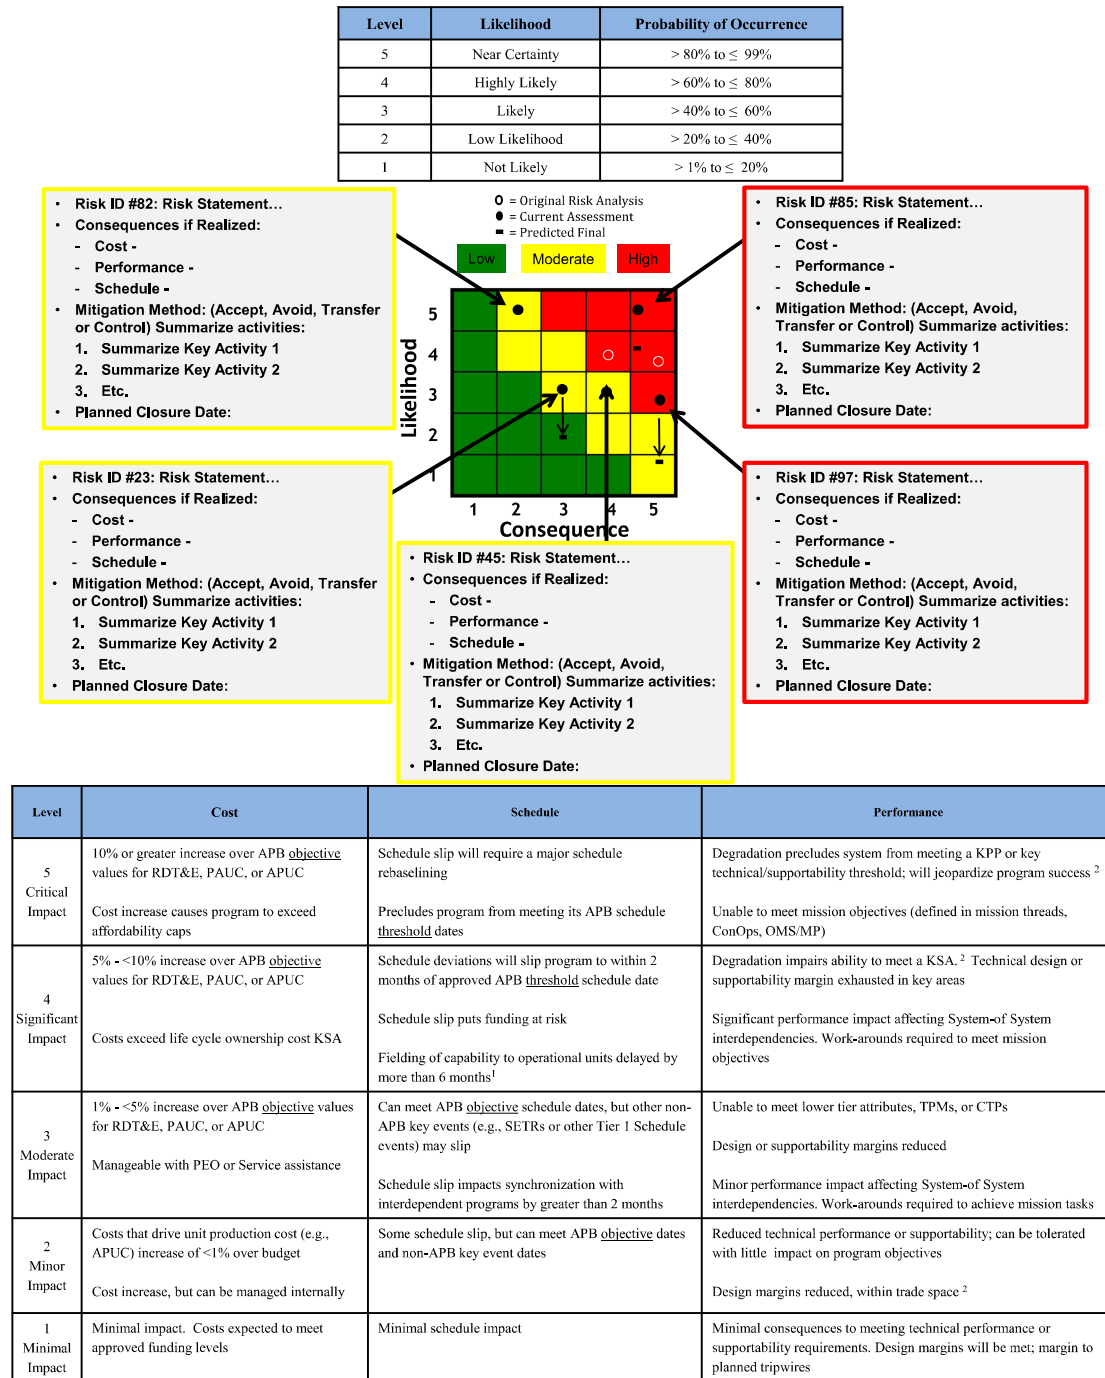 Level Likelihood Probability of Occurrence
5 Near Certainty > 80% to ≤ 99%
4 Highly Likely > 60% to ≤ 80%
3 Likely > 40% to ≤ 60%
2 Low Likelihood > 20% to ≤ 40%
1 Not Likely > 1% to ≤ 20%
• Risk ID #82: Risk Statement…
• Consequences if Realized:
- Cost -
- Performance -
- Schedule -
• Mitigation Method: (Accept, Avoid, Transfer
or Control) Summarize activities:
1. Summarize Key Activity 1
2. Summarize Key Activity 2
3. Etc.
• Planned Closure Date:
= Original Risk Analysis
= Current Assessment
= Predicted Final
Low Moderate High
Likelihood
5
4
3
2
1
1 2 3 4 5
Consequence
• Risk ID #85: Risk Statement…
• Consequences if Realized:
- Cost -
- Performance -
- Schedule -
• Mitigation Method: (Accept, Avoid,
Transfer or Control) Summarize activities:
1. Summarize Key Activity 1
2. Summarize Key Activity 2
3. Etc.
• Planned Closure Date:
• Risk ID #23: Risk Statement…
• Consequences if Realized:
- Cost -
- Performance -
- Schedule -
• Mitigation Method: (Accept, Avoid, Transfer
or Control) Summarize activities:
1. Summarize Key Activity 1
2. Summarize Key Activity 2
3. Etc.
• Planned Closure Date:
• Risk ID #45: Risk Statement…
• Consequences if Realized:
- Cost -
- Performance -
- Schedule -
• Mitigation Method: (Accept, Avoid,
Transfer or Control) Summarize activities:
1. Summarize Key Activity 1
2. Summarize Key Activity 2
3. Etc.
• Planned Closure Date:
• Risk ID #97: Risk Statement…
• Consequences if Realized:
- Cost -
- Performance -
- Schedule -
• Mitigation Method: (Accept, Avoid,
Transfer or Control) Summarize activities:
1. Summarize Key Activity 1
2. Summarize Key Activity 2
3. Etc.
• Planned Closure Date:
Level Cost Schedule Performance
5
Critical
Impact
10% or greater increase over APB objective
values for RDT&E, PAUC, or APUC
Cost increase causes program to exceed
affordability caps
Schedule slip will require a major schedule
rebaselining
Precludes program from meeting its APB schedule
threshold dates
Degradation precludes system from meeting a KPP or key
technical/supportability threshold; will jeopardize program success 2
Unable to meet mission objectives (defined in mission threads,
ConOps, OMS/MP)
4
Significant
Impact
5% - <10% increase over APB objective
values for RDT&E, PAUC, or APUC
Costs exceed life cycle ownership cost KSA
Schedule deviations will slip program to within 2
months of approved APB threshold schedule date
Schedule slip puts funding at risk
Fielding of capability to operational units delayed by
more than 6 months1
Degradation impairs ability to meet a KSA. 2 Technical design or
supportability margin exhausted in key areas
Significant performance impact affecting System-of System
interdependencies. Work-arounds required to meet mission
objectives
3
Moderate
Impact
1% - <5% increase over APB objective values
for RDT&E, PAUC, or APUC
Manageable with PEO or Service assistance
Can meet APB objective schedule dates, but other non-
APB key events (e.g., SETRs or other Tier 1 Schedule
events) may slip
Schedule slip impacts synchronization with
interdependent programs by greater than 2 months
Unable to meet lower tier attributes, TPMs, or CTPs
Design or supportability margins reduced
Minor performance impact affecting System-of System
interdependencies. Work-arounds required to achieve mission tasks
2
Minor
Impact
Costs that drive unit production cost (e.g.,
APUC) increase of <1% over budget
Cost increase, but can be managed internally
Some schedule slip, but can meet APB objective dates
and non-APB key event dates
Reduced technical performance or supportability; can be tolerated
with little impact on program objectives
Design margins reduced, within trade space 2
1
Minimal
Impact
Minimal impact. Costs expected to meet
approved funding levels
Minimal schedule impact
Minimal consequences to meeting technical performance or
supportability requirements. Design margins will be met; margin to
planned tripwires